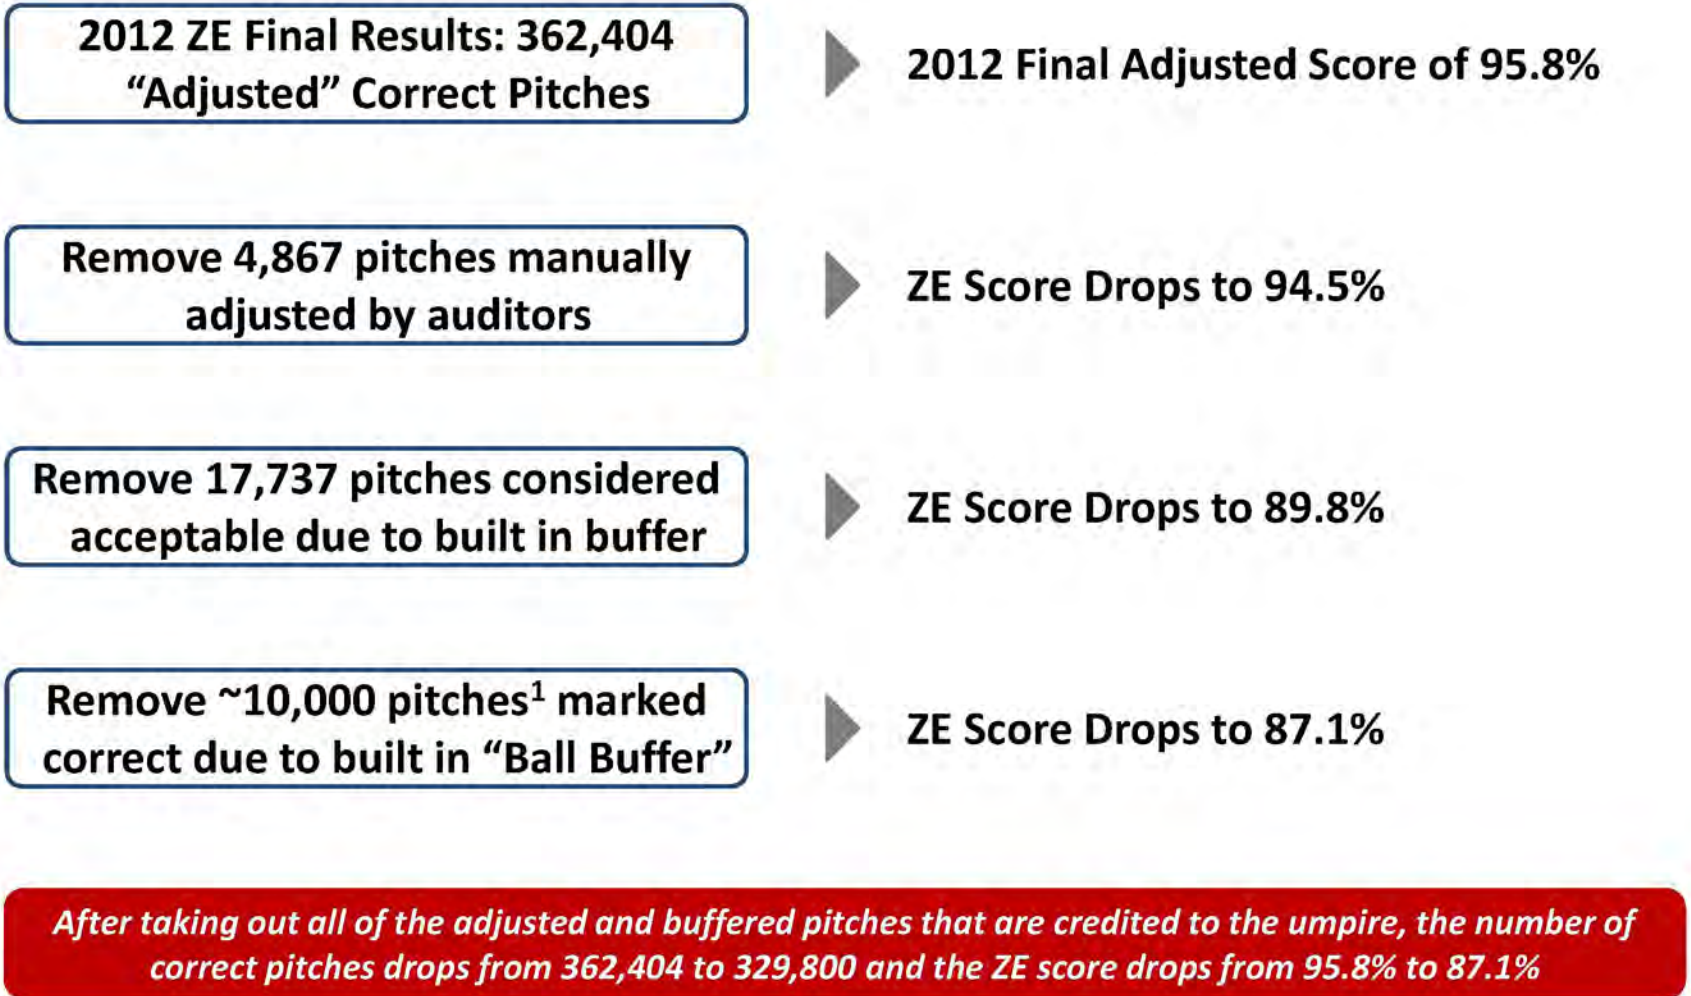 2012 ZE Final Results: 362,404
“Adjusted” Correct Pitches
2012 Final Adjusted Score of 95.8%
Remove 4,867 pitches manually
adjusted by auditors
ZE Score Drops to 94.5%
Remove 17,737 pitches considered
acceptable due to built in buffer
ZE Score Drops to 89.8%
Remove ~10,000 pitches¹ marked
correct due to built in “Ball Buffer”
ZE Score Drops to 87.1%
After taking out all of the adjusted and buffered pitches that are credited to the umpire, the number of
correct pitches drops from 362,404 to 329,800 and the ZE score drops from 95.8% to 87.1%